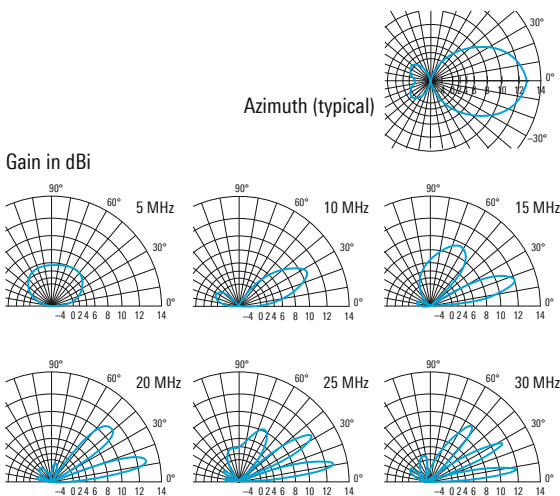 30°
Azimuth (typical)
0°
0 2 4 6 8 10 12 14
–30°
Gain in dBi
90° 60° 5 MHz
90° 60° 10 MHz
90° 60° 15 MHz
30° 30° 30°
0° 0° 0°
–4 0 2 4 6 8 10 12 14
–4 0 2 4 6 8 10 12 14
–4 0 2 4 6 8 10 12 14
90° 60° 20 MHz
90° 60° 25 MHz
90° 60° 30 MHz
30° 30° 30°
0° 0° 0°
–4 0 2 4 6 8 10 12 14
–4 0 2 4 6 8 10 12 14
–4 0 2 4 6 8 10 12 14